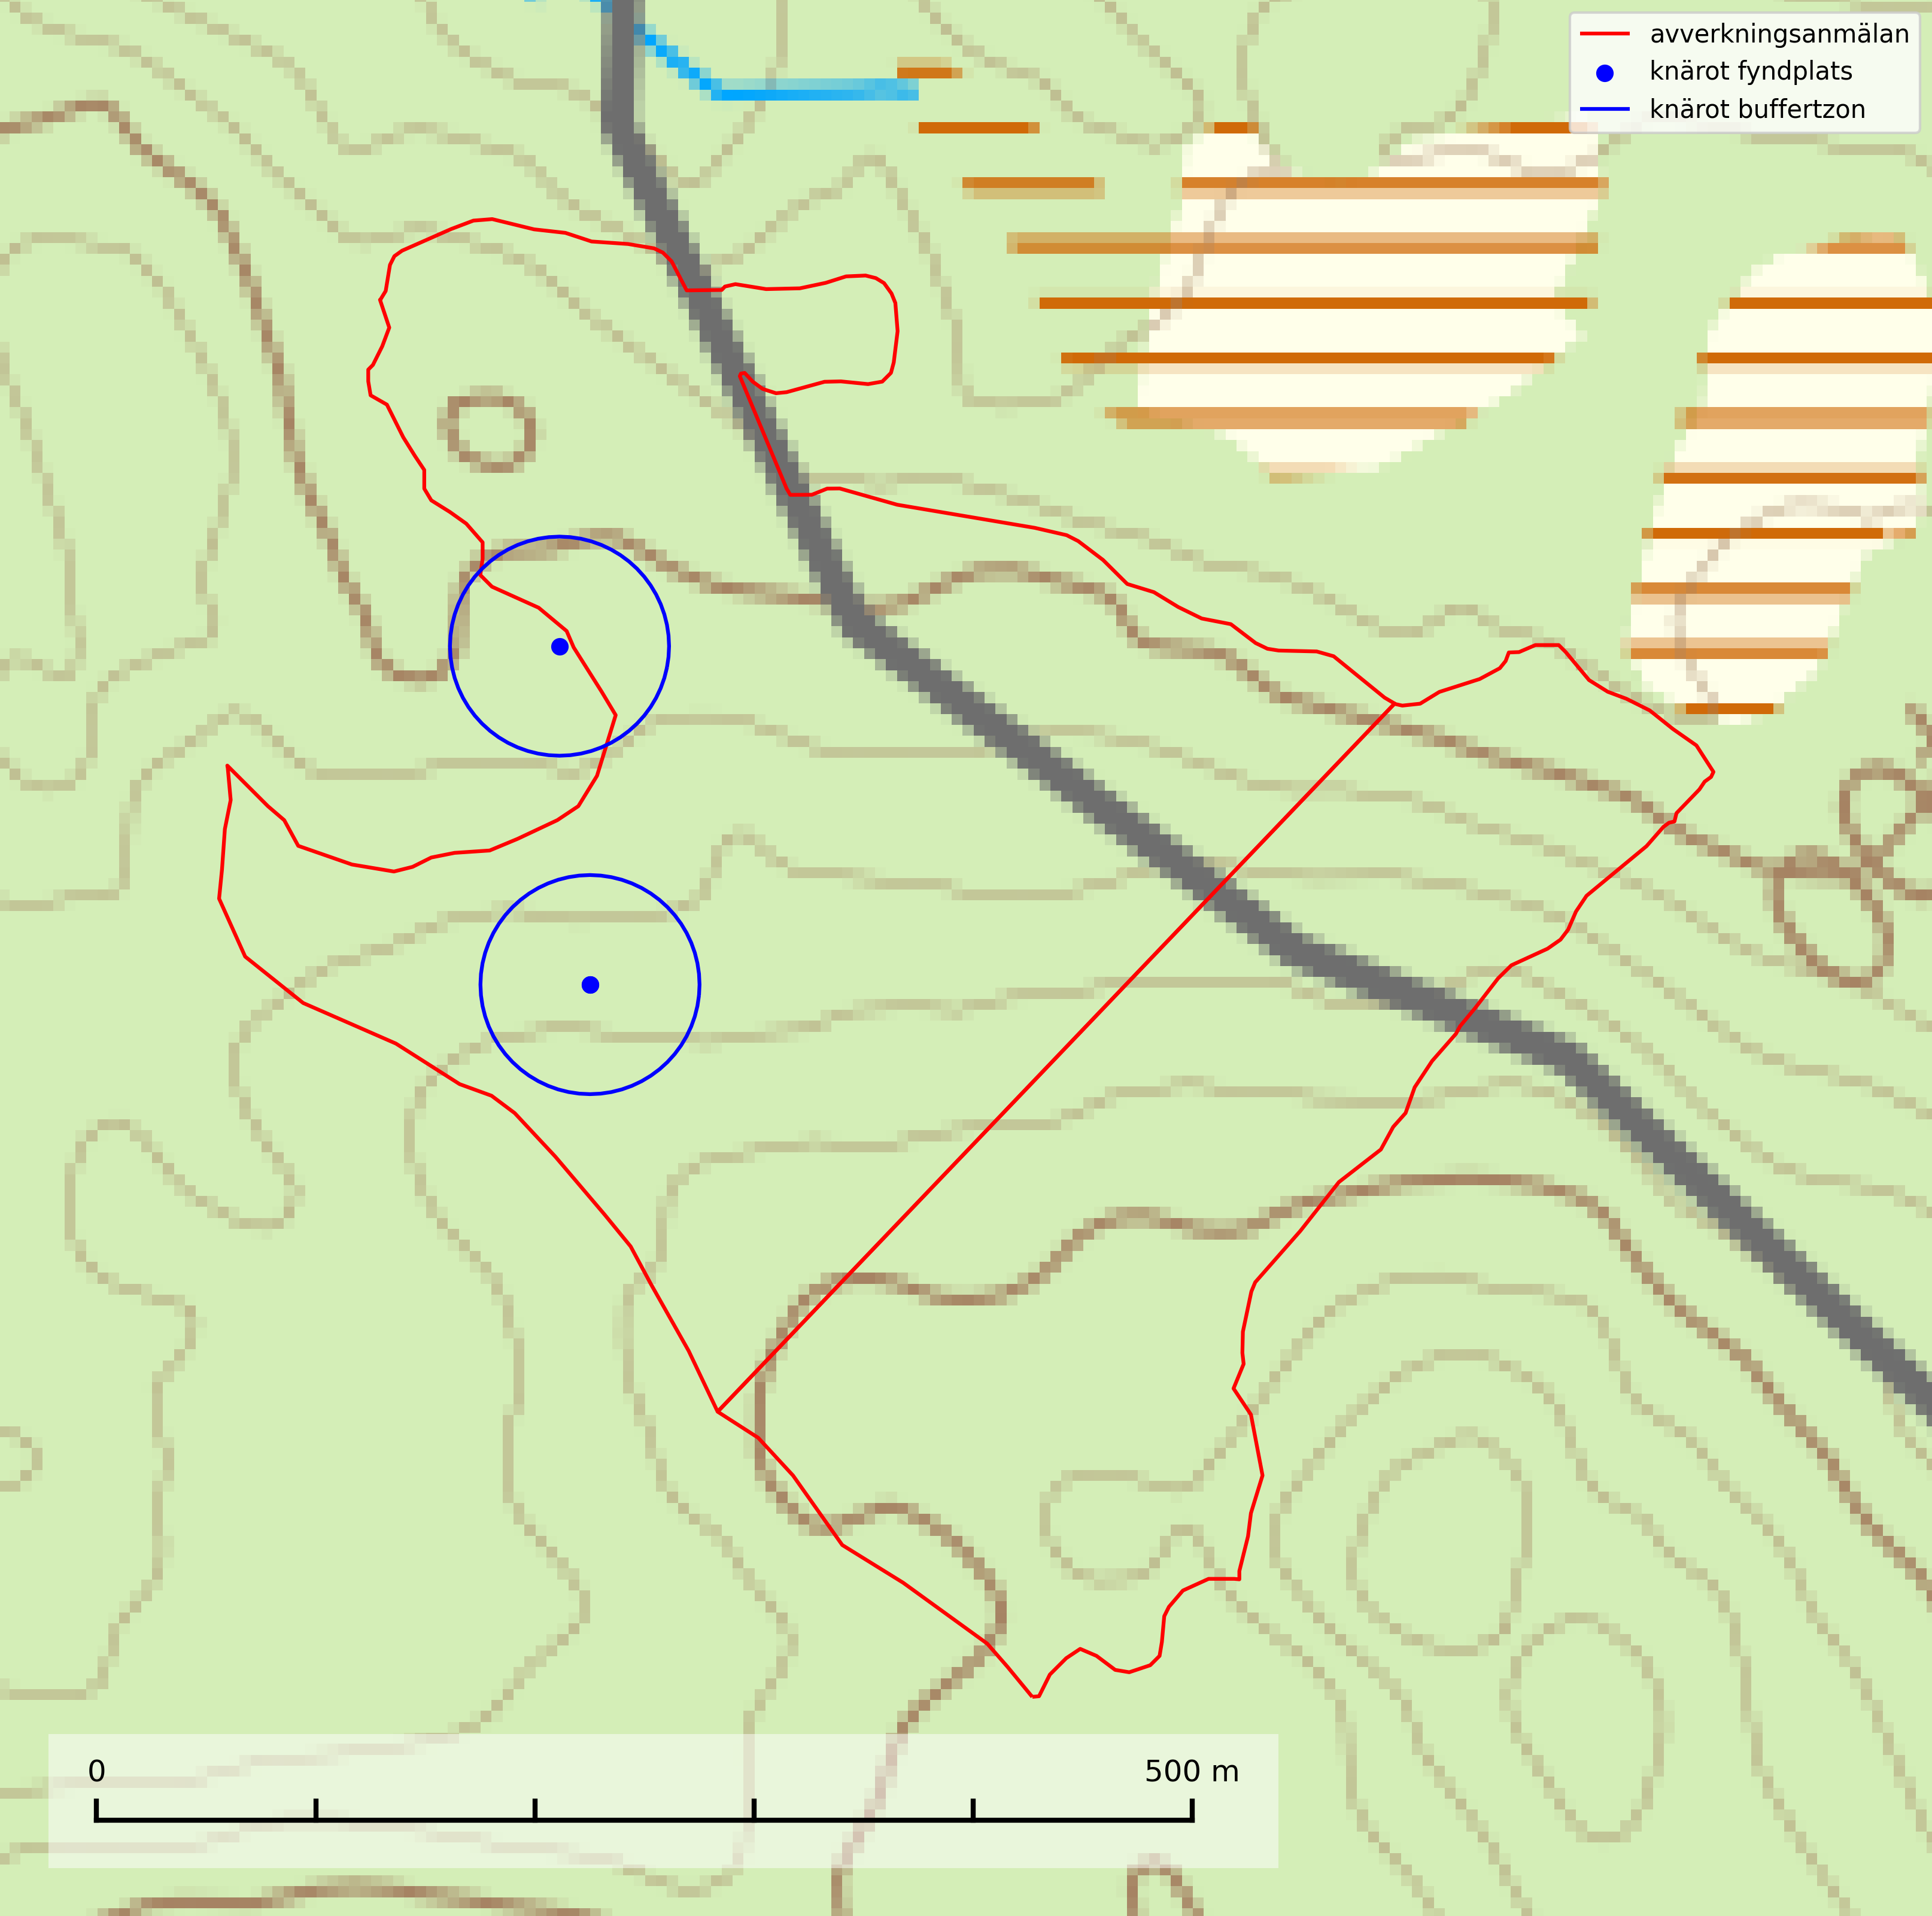 avverkningsanmälan
knärot fyndplats
knärot buffertzon
0
500 m